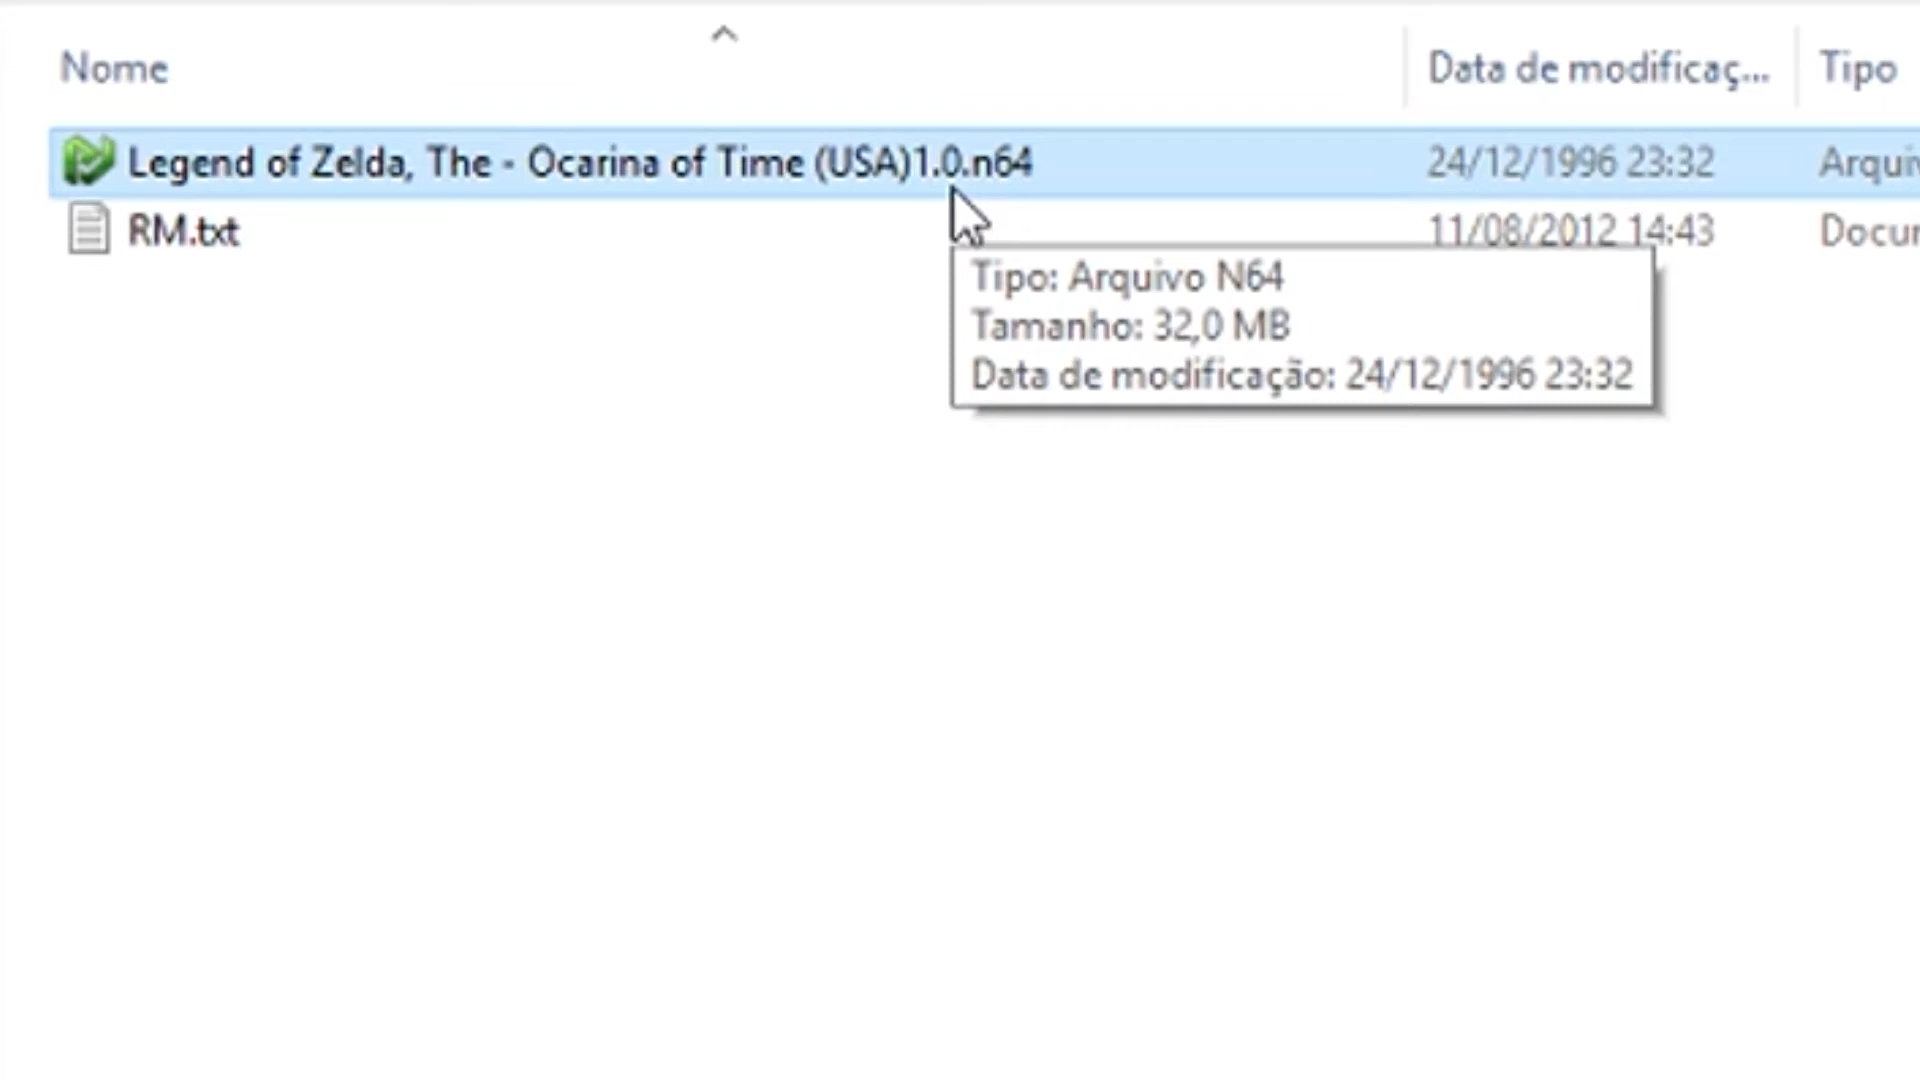 Nome Data de modificaç... Tipo
Legend of Zelda, The - Ocarina of Time (USA)1.0.n64 24/12/1996 23:32
RM.txt 11/08/2012 14:43
Tipo: Arquivo N64
Tamanho: 32,0 MB
Data de modificação: 24/12/1996 23:32